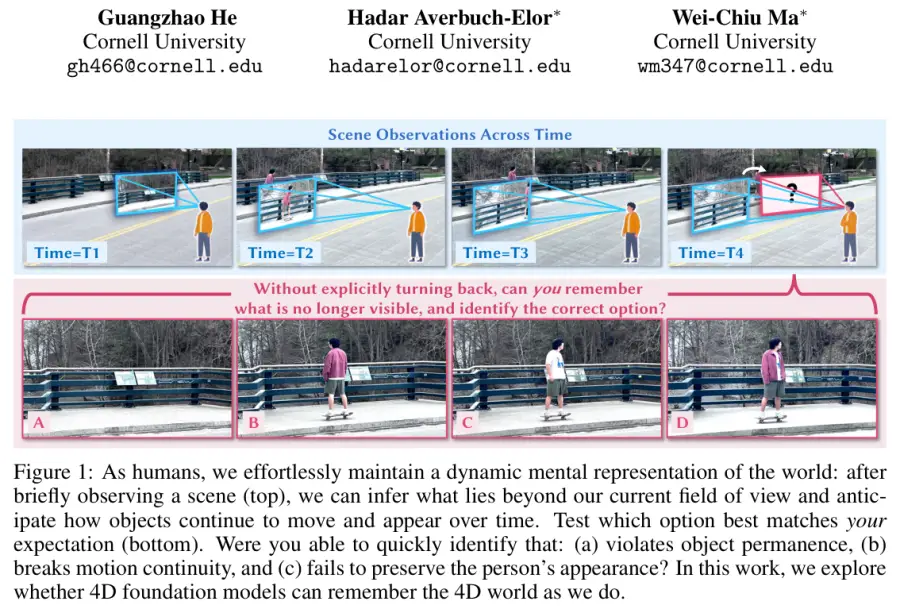 Guangzhao He Hadar Averbuch-Elor* Wei-Chiu Ma*
Cornell University Cornell University Cornell University
gh466@cornell.edu hadarelor@cornell.edu wm347@cornell.edu
Scene Observations Across Time
?
Time=T1 Time=T2 Time=T3 Time=T4
Without explicitly turning back, can you remember
what is no longer visible, and identify the correct option?
A B C D
Figure 1: As humans, we effortlessly maintain a dynamic mental representation of the world: after
briefly observing a scene (top), we can infer what lies beyond our current field of view and antic-
ipate how objects continue to move and appear over time. Test which option best matches your
expectation (bottom). Were you able to quickly identify that: (a) violates object permanence, (b)
breaks motion continuity, and (c) fails to preserve the person's appearance? In this work, we explore
whether 4D foundation models can remember the 4D world as we do.